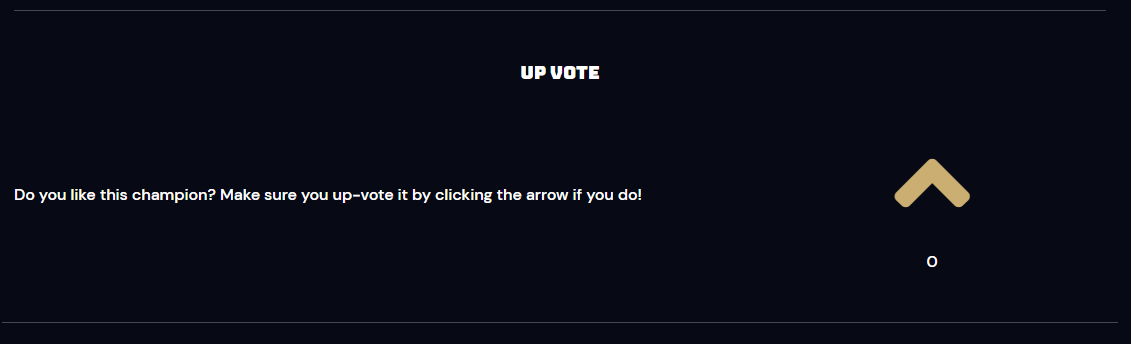 UP VOTE
Do you like this champion? Make sure you up-vote it by clicking the arrow if you do!
0